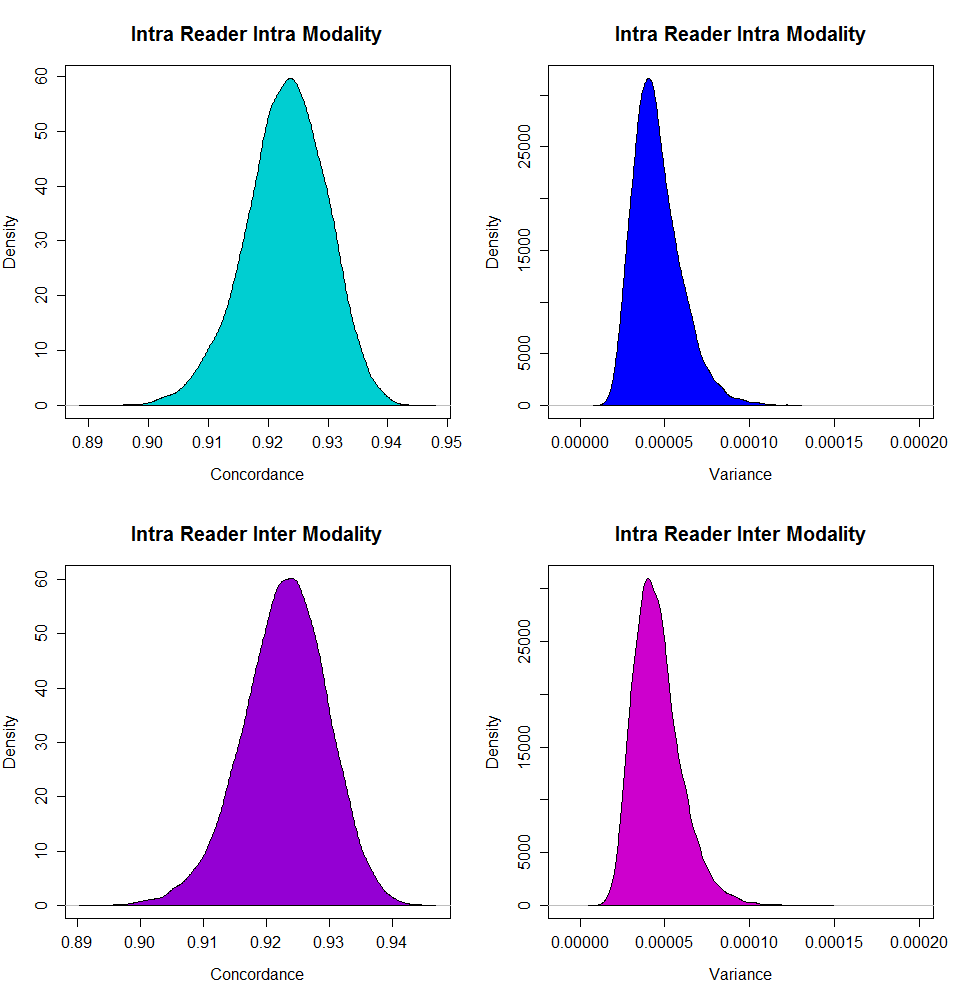 Intra Reader Intra Modality
Density
0 10 20 30 40 50 60
0.89 0.90 0.91 0.92 0.93 0.94 0.95
Concordance
Intra Reader Intra Modality
Density
0 5000 15000 25000
0.00000 0.00005 0.00010 0.00015 0.00020
Variance
Intra Reader Inter Modality
Density
0 10 20 30 40 50 60
0.89 0.90 0.91 0.92 0.93 0.94
Concordance
Intra Reader Inter Modality
Density
0 5000 15000 25000
0.00000 0.00005 0.00010 0.00015 0.00020
Variance